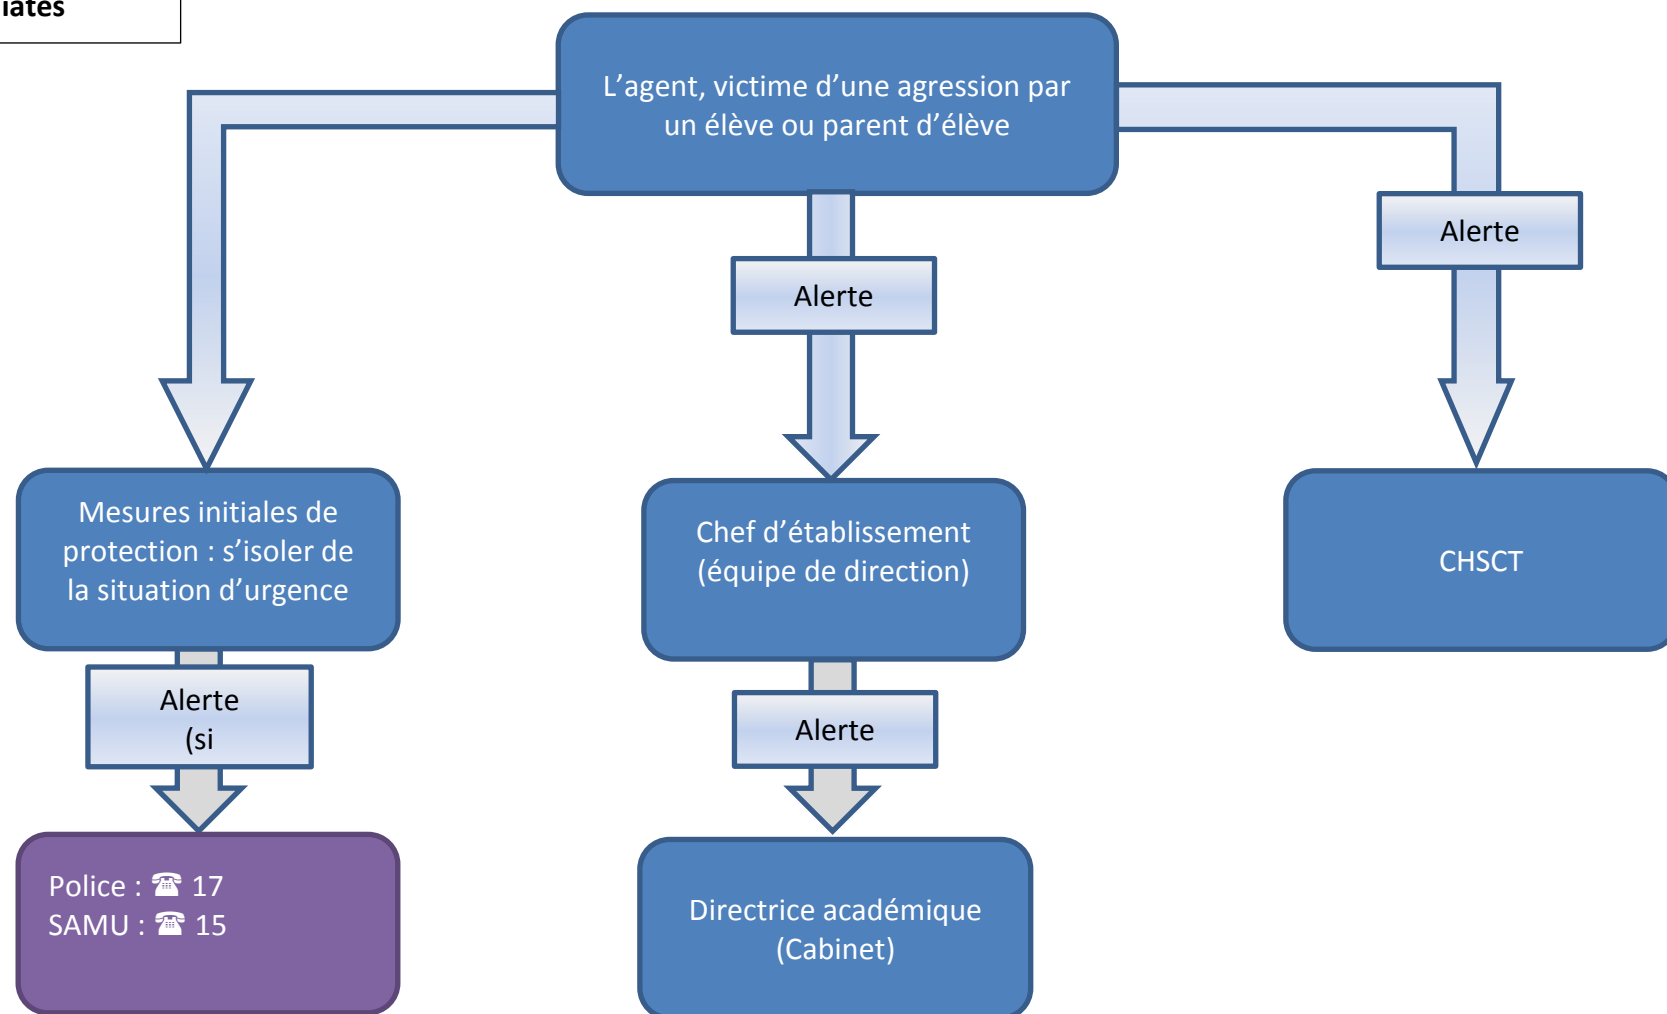 L’agent, victime d’une agression par
un élève ou parent d’élève
Alerte
Alerte
Mesures initiales de
protection : s’isoler de
la situation d’urgence
Chef d’établissement
(équipe de direction)
CHSCT
Alerte
(si
Alerte
Police : ☎ 17
SAMU : ☎ 15
Directrice académique
(Cabinet)